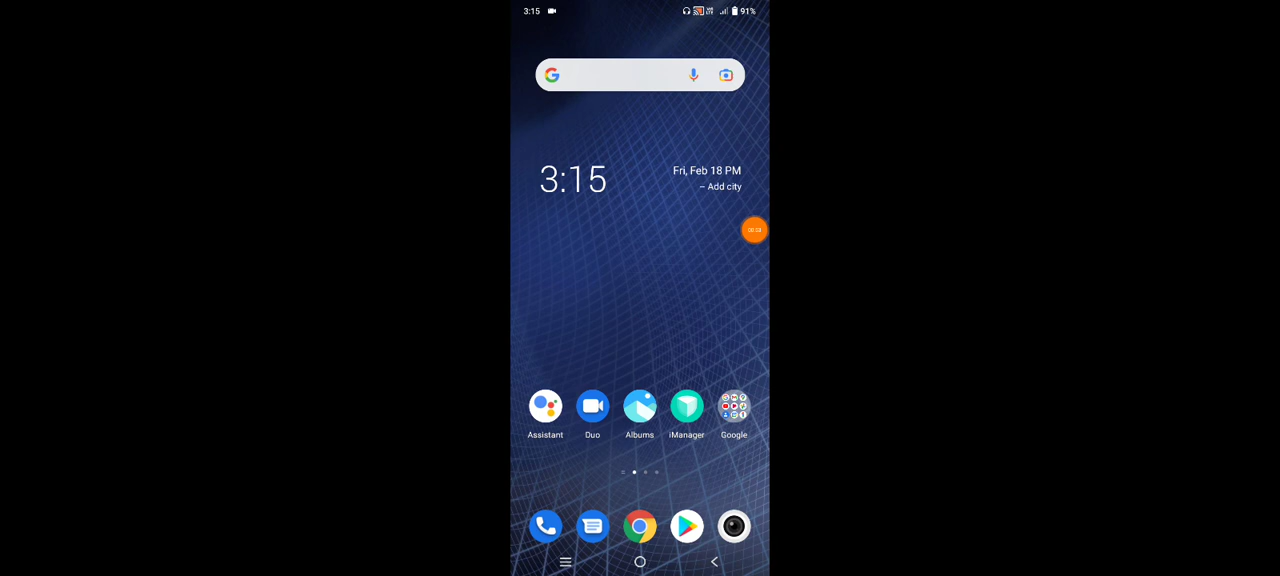 3:15
91%
3:15
Fri, Feb 18 PM
-- Add city
Assistant
Duo
Albums
iManager
Google